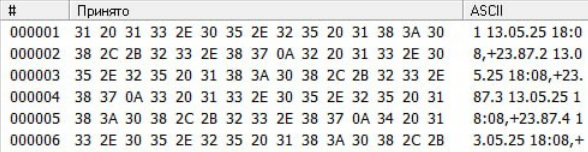 # Принято ASCII
000001 31 20 31 33 2E 30 35 2E 32 35 20 31 38 3A 30 1 13.05.25 18:0
000002 38 2C 2B 32 33 2E 38 37 0A 32 20 31 33 2E 30 8,+23.87.2 13.0
000003 35 2E 32 35 20 31 38 3A 30 38 2C 2B 32 33 2E 5.25 18:08,+23.
000004 38 37 0A 33 20 31 33 2E 30 35 2E 32 35 20 31 87.3 13.05.25 1
000005 38 3A 30 38 2C 2B 32 33 2E 38 37 0A 34 20 31 8:08,+23.87.4 1
000006 33 2E 30 35 2E 32 35 20 31 38 3A 30 38 2C 2B 3.05.25 18:08,+